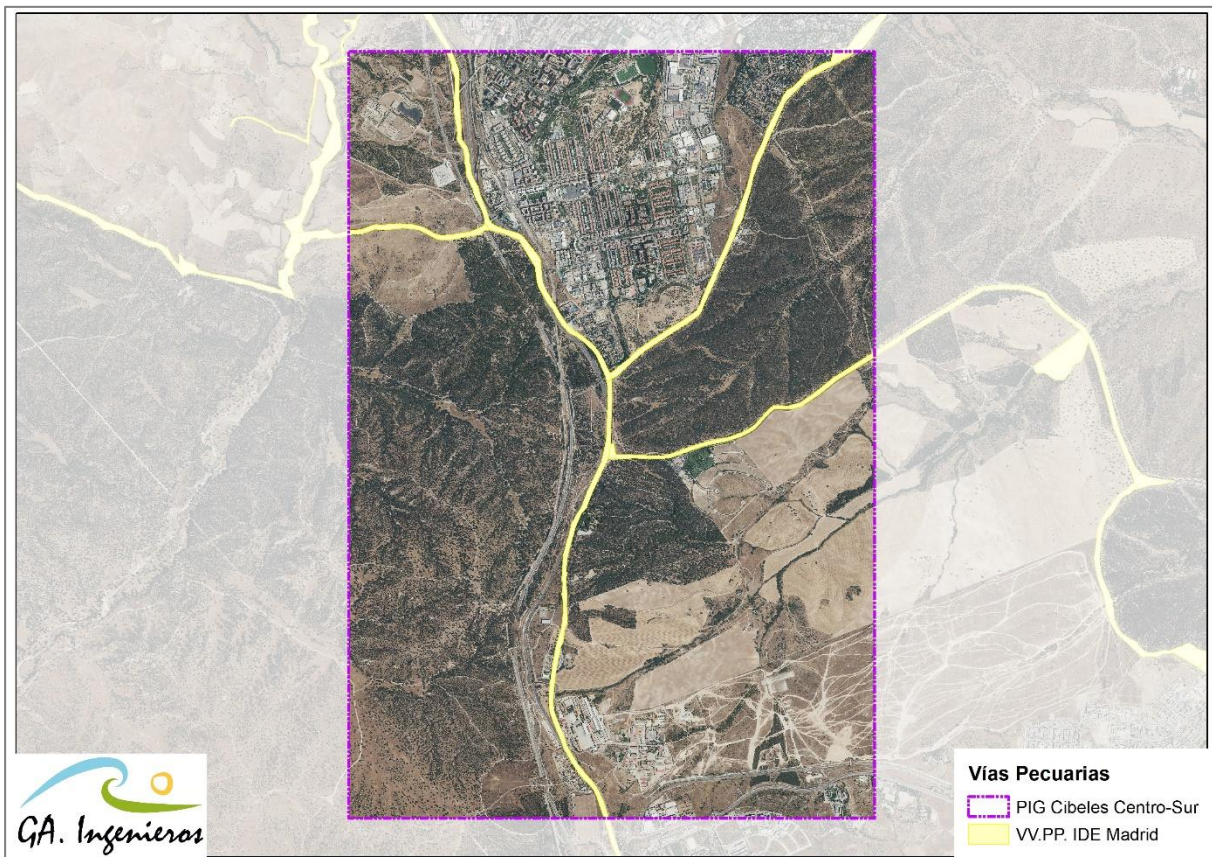 GA. Ingenieros
Vías Pecuarias
PIG Cibeles Centro-Sur
VV.PP. IDE Madrid